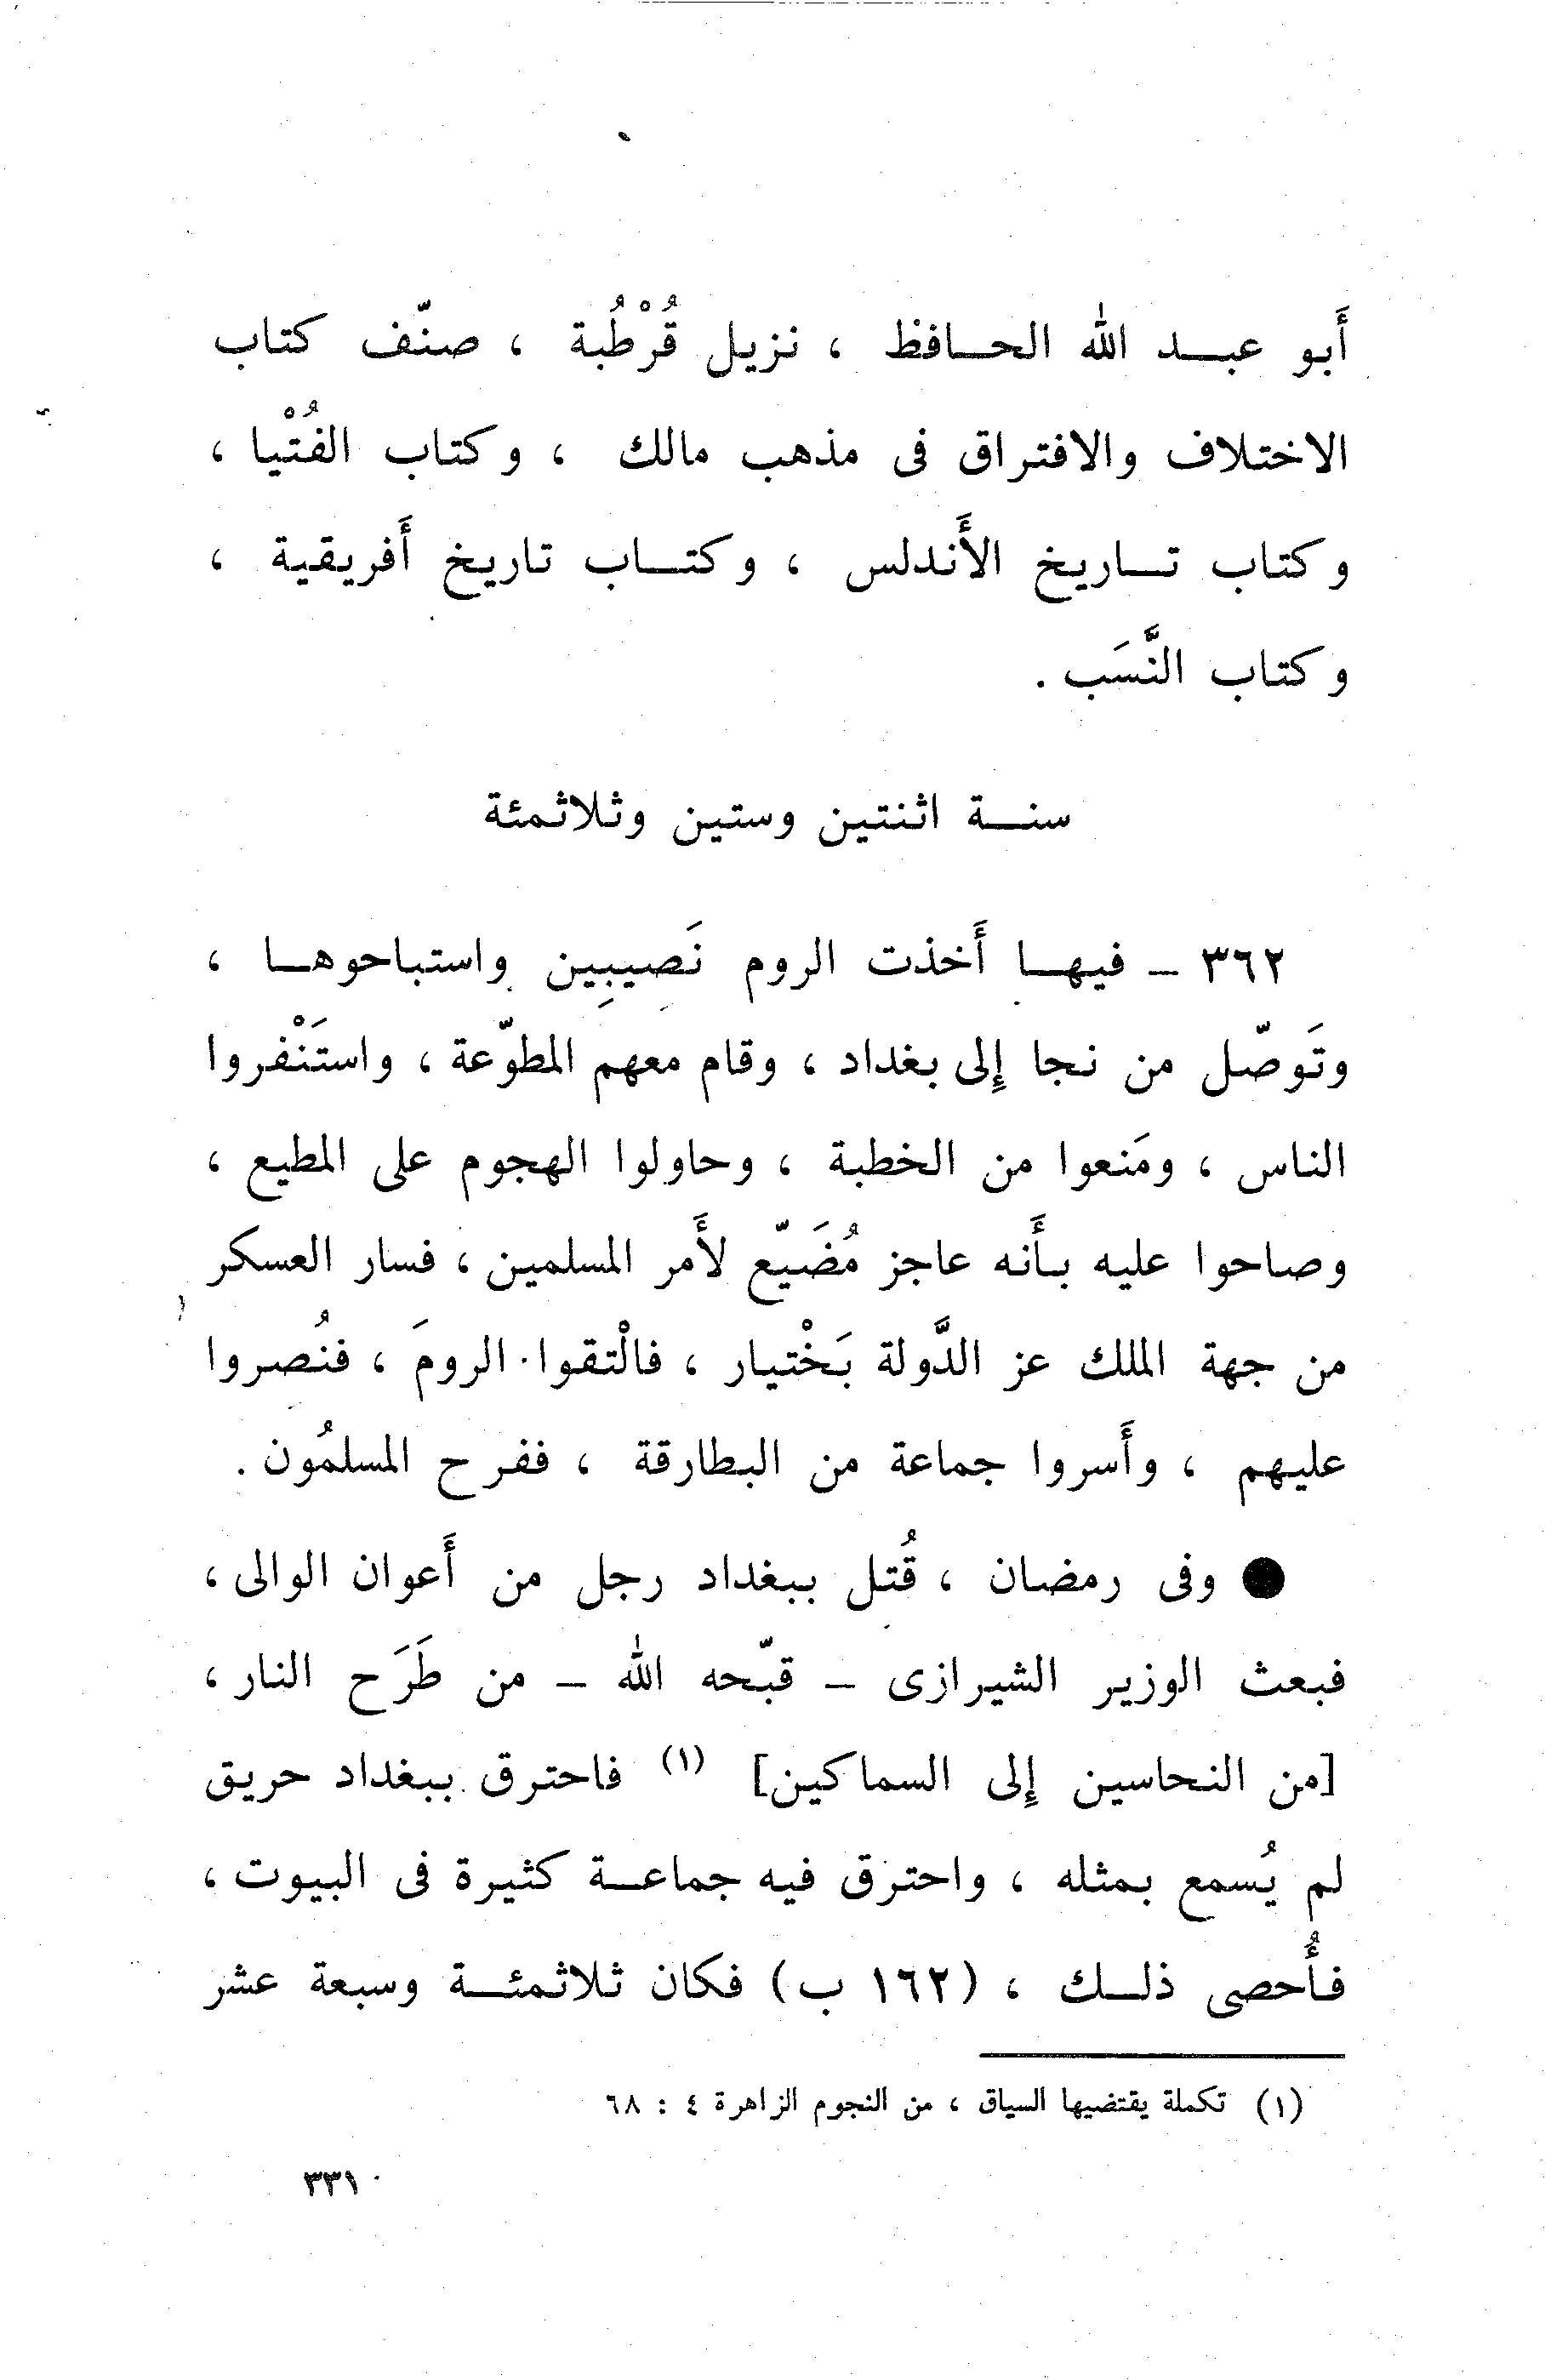 أَبو عبد الله الحافظ ، نزيل قُرْطُبة ، صنّف كتاب
الاختلاف والافتراق فى مذهب مالك ، وكتاب الفُتْيا ،
وكتاب تاريخ الأَندلس ، وكتاب تاريخ أَفريقية ،
وكتاب النَّسَب .
سنة اثنتين وستين وثلاثمئة
٣٦٢ – فيها أَخذت الروم نَصيبِين واستباحوها ،
وتَوصّل من نجا إِلى بغداد ، وقام معهم المطوّعة ، واستَنْفروا
الناس ، ومَنعوا من الخطبة ، وحاولوا الهجوم على المطيع ،
وصاحوا عليه بأَنه عاجز مُضَيّع لأَمر المسلمين ، فسار العسكر
من جهة الملك عز الدَّولة بَخْتيار ، فالْتقوا الرومَ ، فنُصروا
عليهم ، وأَسروا جماعة من البطارقة ، ففرح المسلمُون .
● وفى رمضان ، قُتل ببغداد رجل من أَعوان الوالى ،
فبعث الوزير الشيرازى – قبّحه الله – من طَرَح النار ،
[من النحاسين إِلى السماكين] (١) فاحترق ببغداد حريق
لم يُسمع بمثله ، واحترق فيه جماعة كثيرة فى البيوت ،
فأُحصى ذلك ، (١٦٢ ب) فكان ثلاثمئة وسبعة عشر
(١) تكملة يقتضيها السياق ، من النجوم الزاهرة ٤ : ٦٨
٣٣١